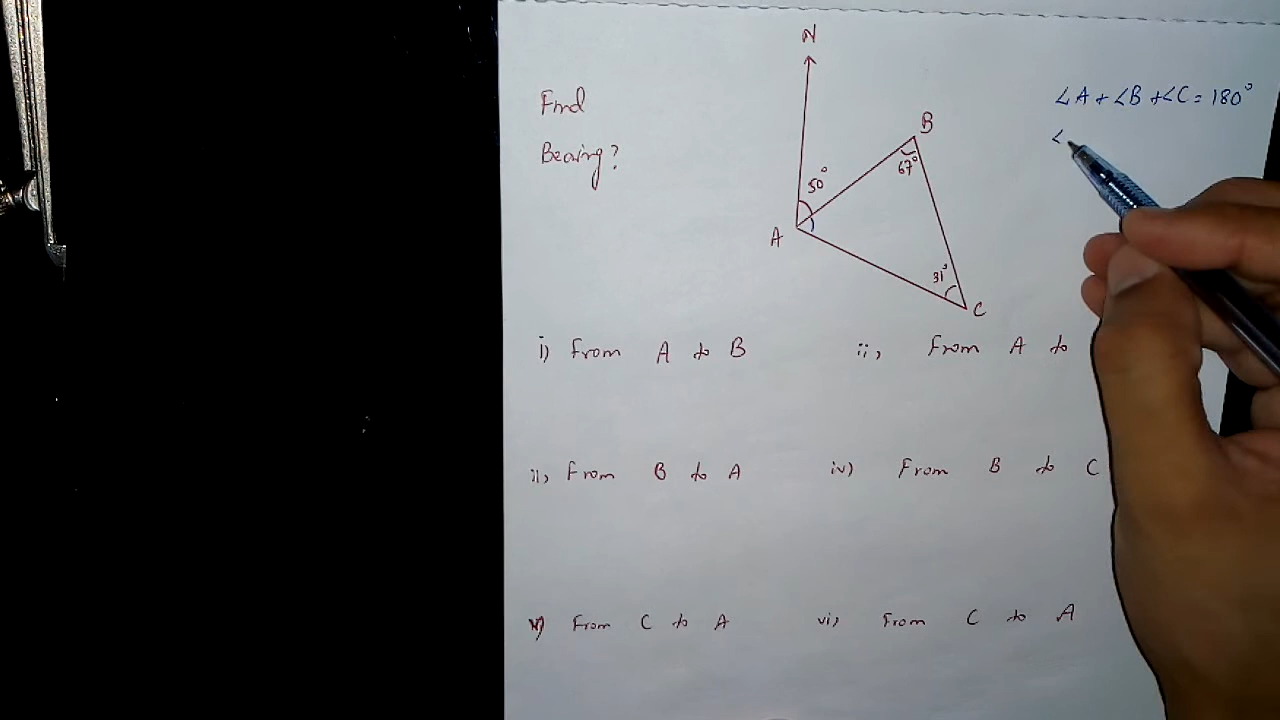 N
Find
Bearing?
∠A + ∠B + ∠C = 180°
∠
B
50°
67°
A
31°
C
i) From A to B
ii, From A to
ii, From B to A
iv) From B to C
v) From C to A
vi, From C to A